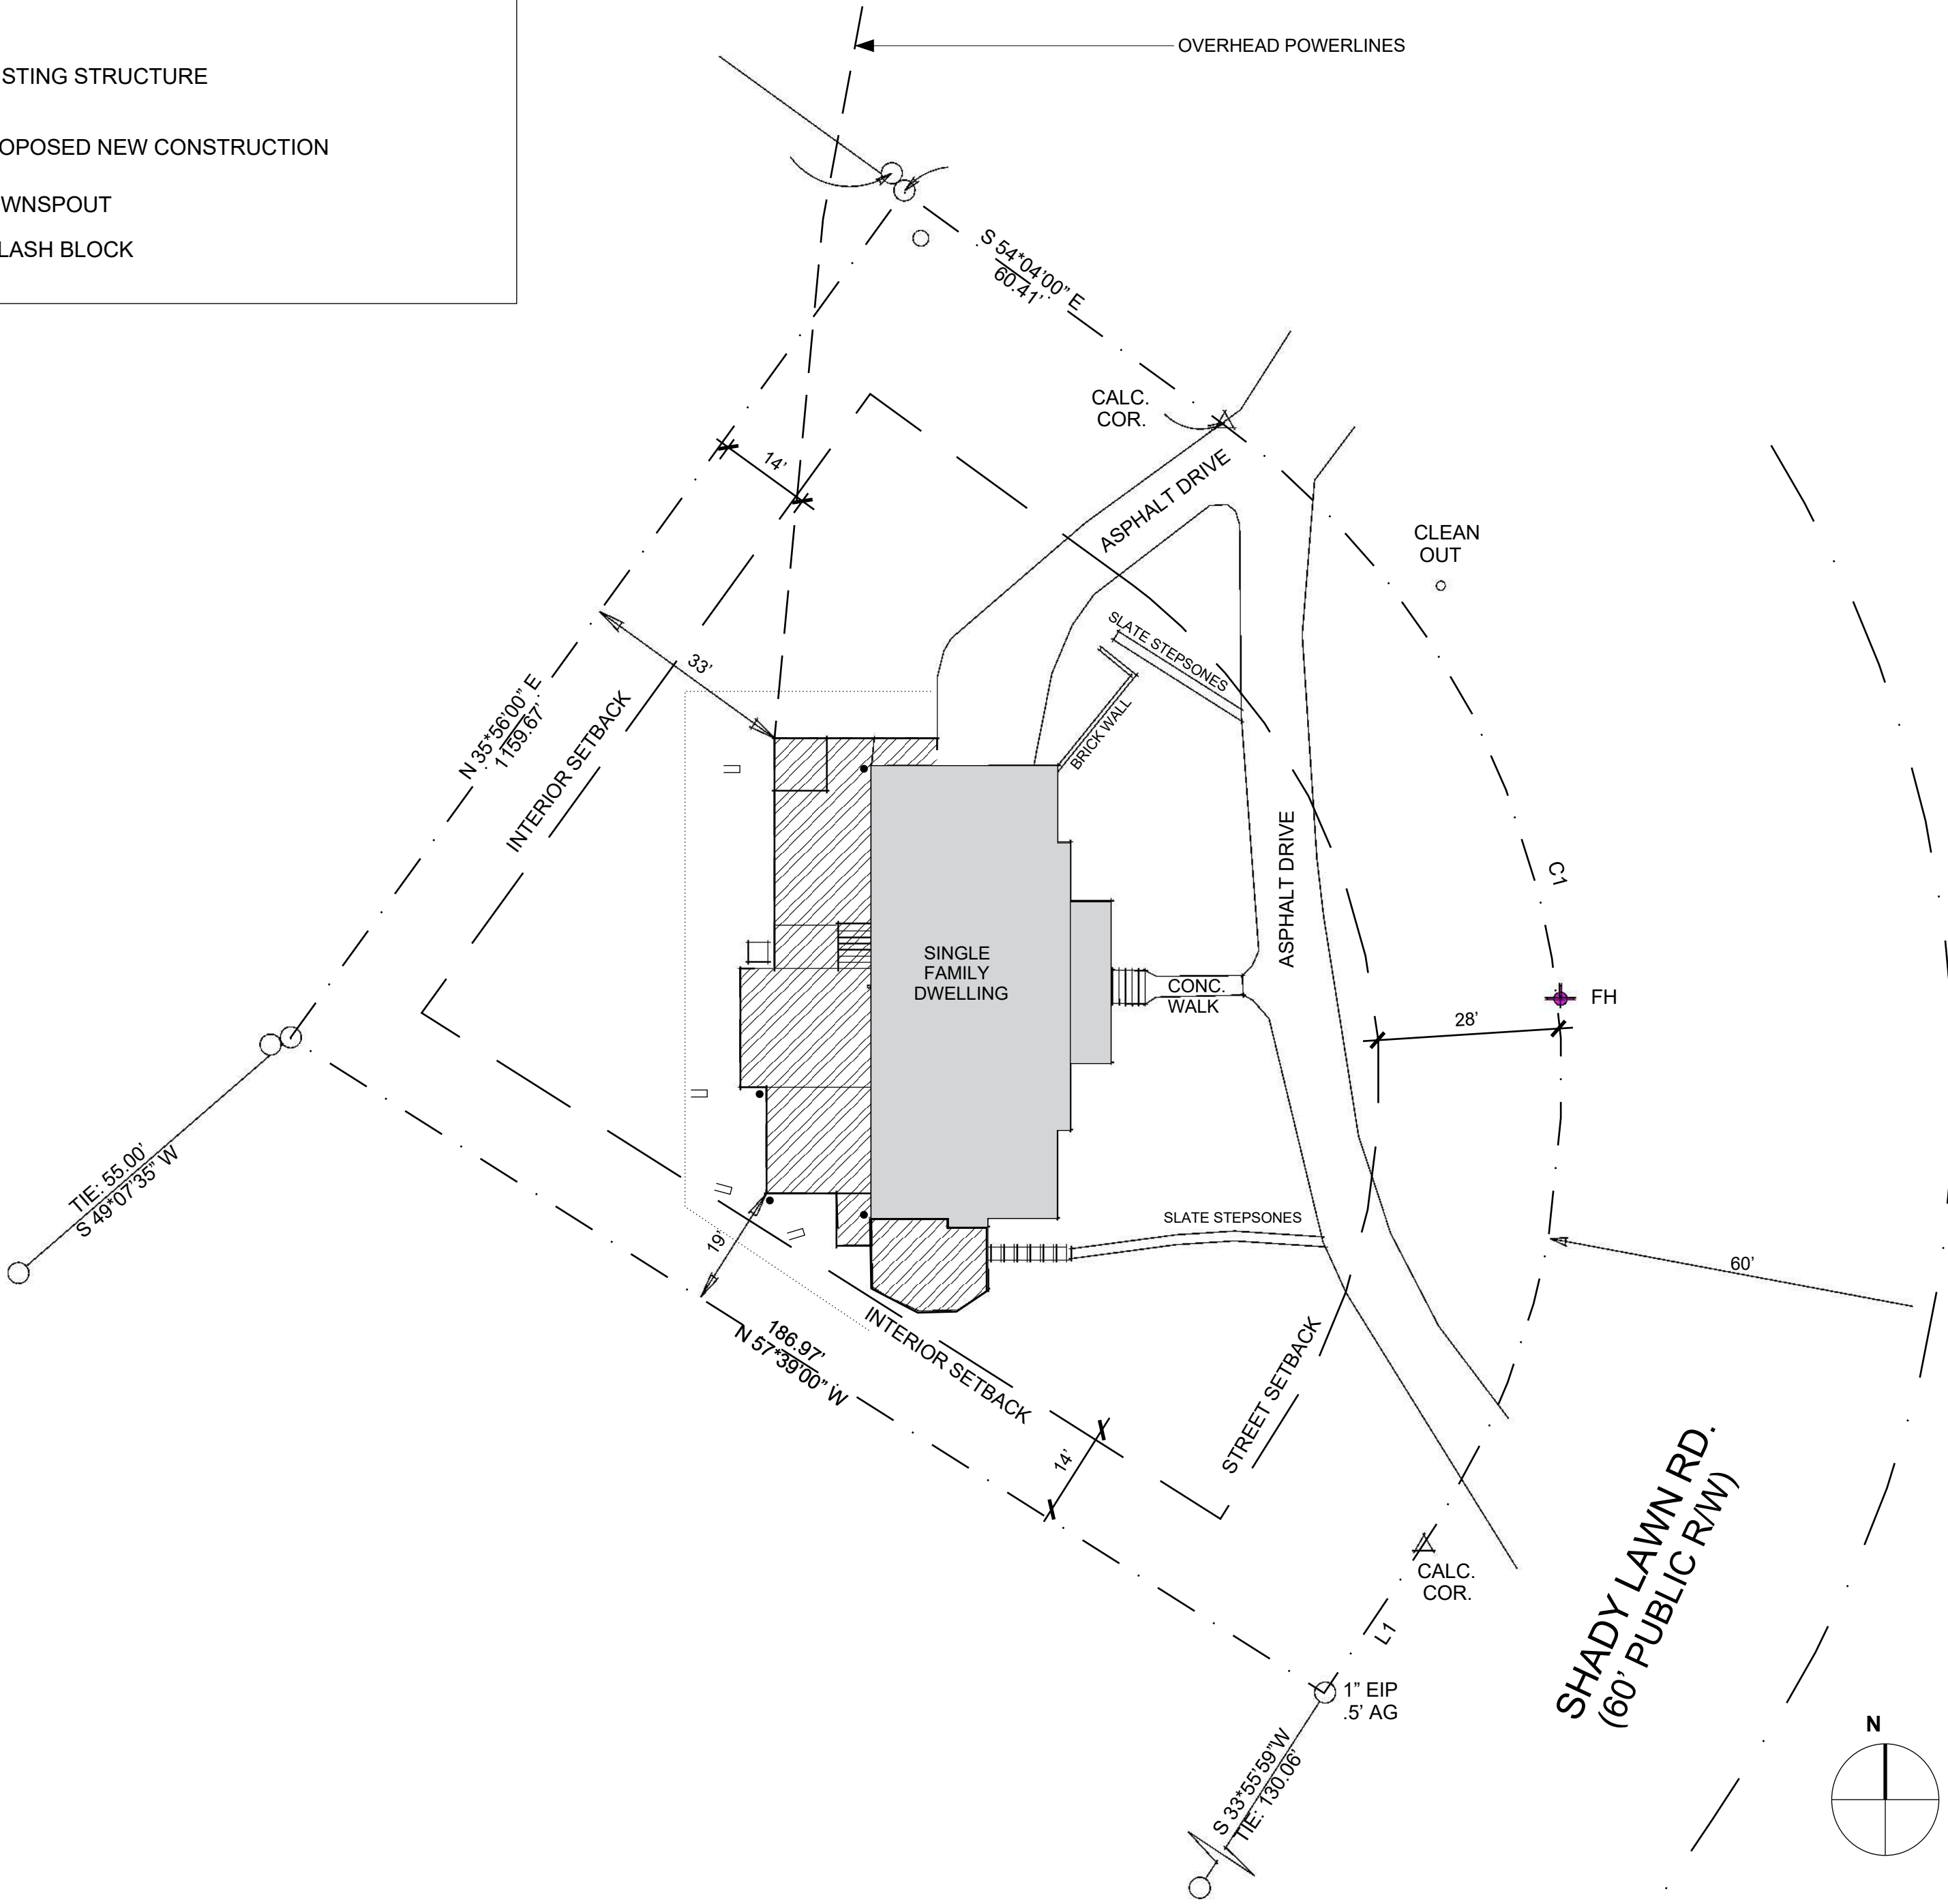 OVERHEAD POWERLINES
STING STRUCTURE
OPOSED NEW CONSTRUCTION
WNSPOUT
LASH BLOCK
S 54*04'00" E
60.41'
CALC.
COR.
14'
ASPHALT DRIVE
CLEAN
OUT
SLATE STEPSONES
33'
BRICK WALL
N 35*56'00" E
1159.67'
INTERIOR SETBACK
ASPHALT DRIVE
C1
SINGLE
FAMILY
DWELLING
CONC.
WALK
FH
28'
TIE: 55.00'
S 49*07'35" W
SLATE STEPSONES
19'
60'
186.97'
N 57*39'00" W
INTERIOR SETBACK
STREET SETBACK
14'
SHADY LAWN RD.
(60' PUBLIC R/W)
CALC.
COR.
L1
1" EIP
.5' AG
S 33*55'59"W
TIE: 130.06'
N